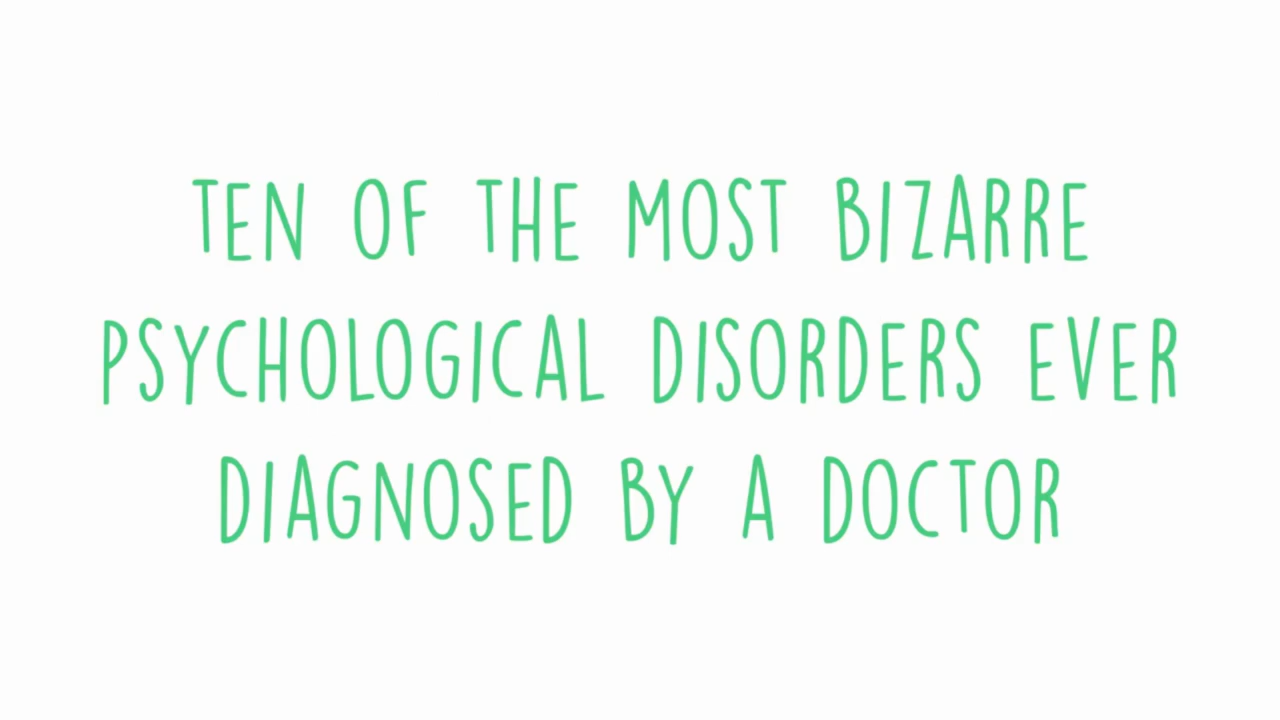 TEN OF THE MOST BIZARRE
PSYCHOLOGICAL DISORDERS EVER
DIAGNOSED BY A DOCTOR